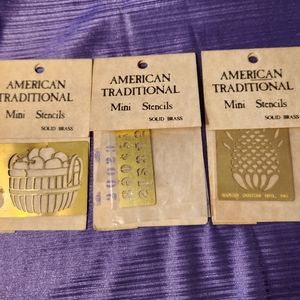 AMERICAN
TRADITIONAL
Mini Stencils
SOLID BRASS
AMERICAN
TRADITIONAL
Mini Stencils
SOLID BRASS
AMERICAN
TRADITIONAL
Mini Stencils
SOLID BRASS